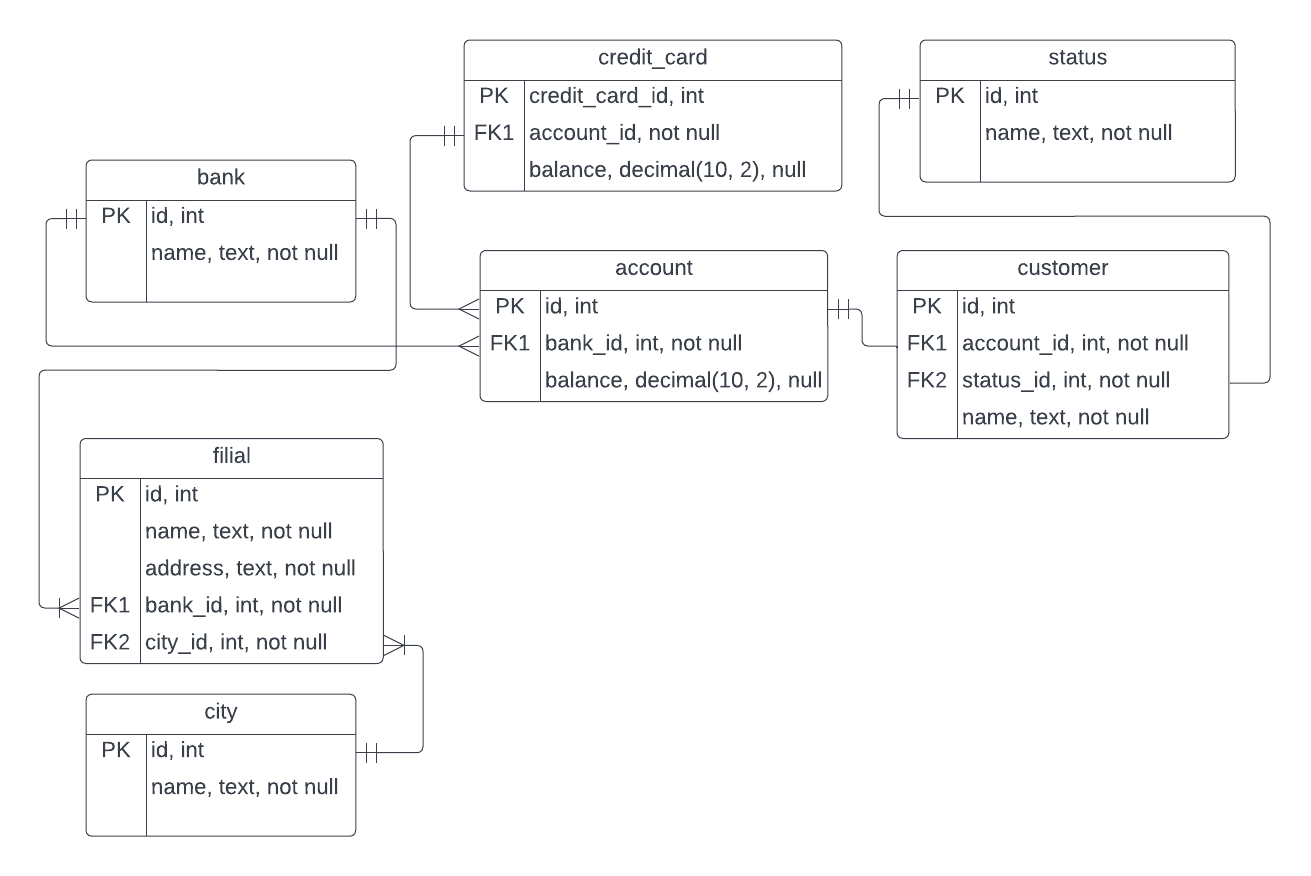 credit_card
PK credit_card_id, int
FK1 account_id, not null
balance, decimal(10, 2), null
status
PK id, int
name, text, not null
bank
PK id, int
name, text, not null
account
PK id, int
FK1 bank_id, int, not null
balance, decimal(10, 2), null
customer
PK id, int
FK1 account_id, int, not null
FK2 status_id, int, not null
name, text, not null
filial
PK id, int
name, text, not null
address, text, not null
FK1 bank_id, int, not null
FK2 city_id, int, not null
city
PK id, int
name, text, not null